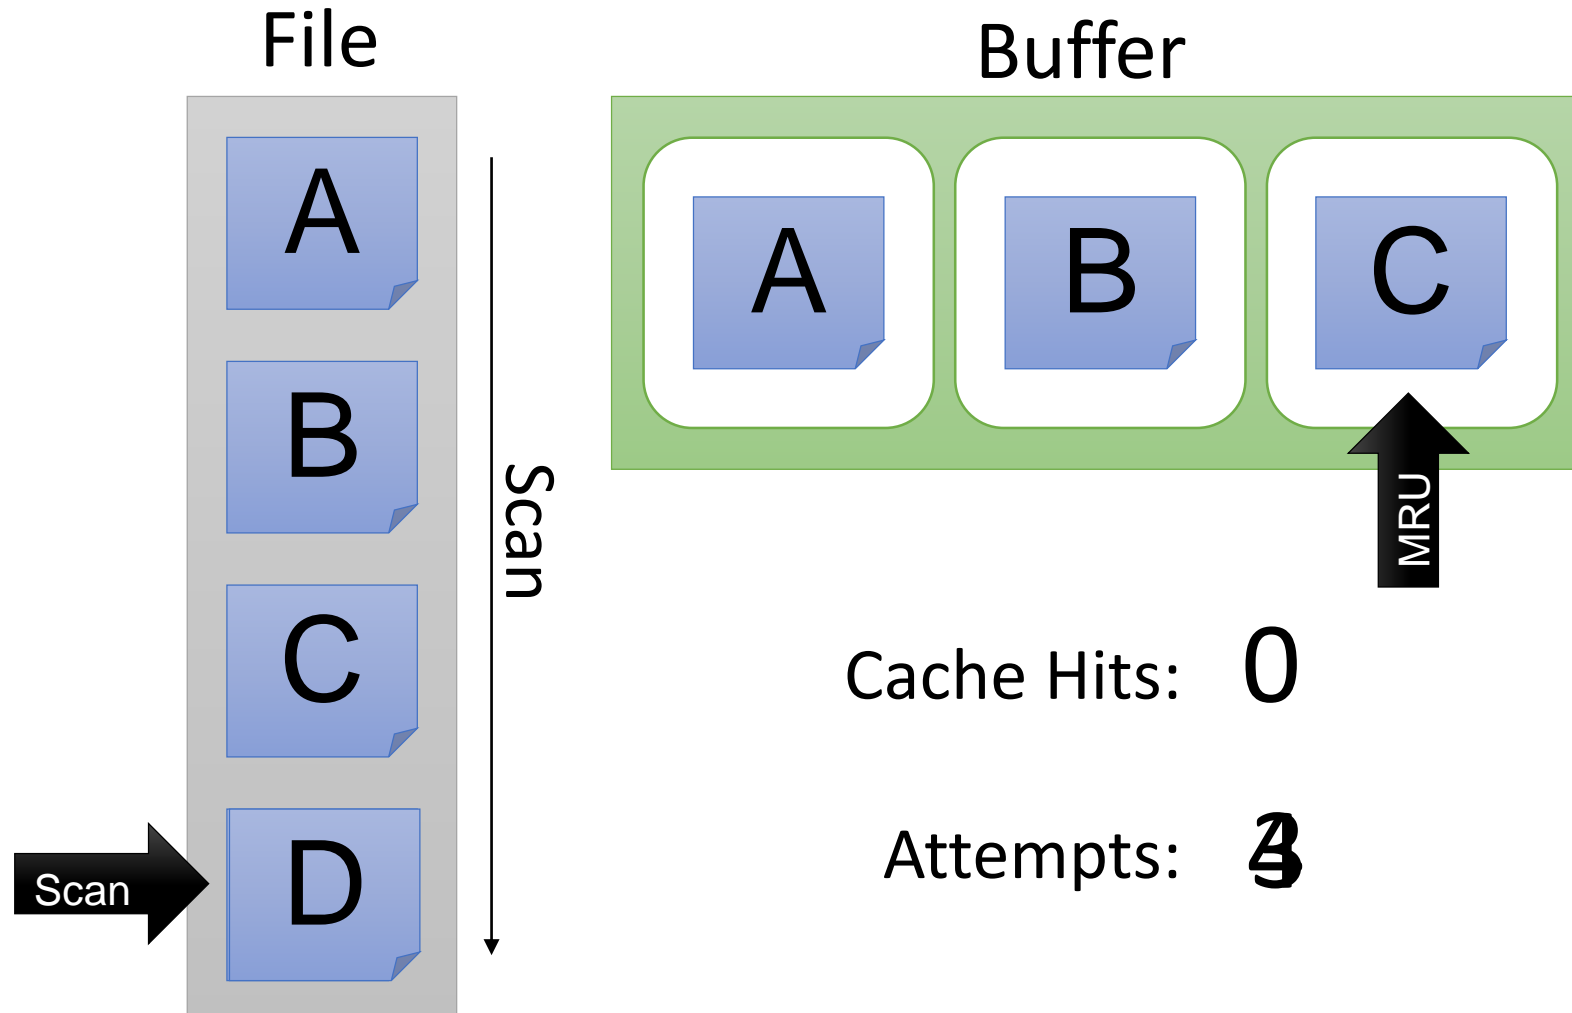 File
Buffer
A
B
C
D
Scan
Scan
A
B
C
MRU
Cache Hits: 0
Attempts: